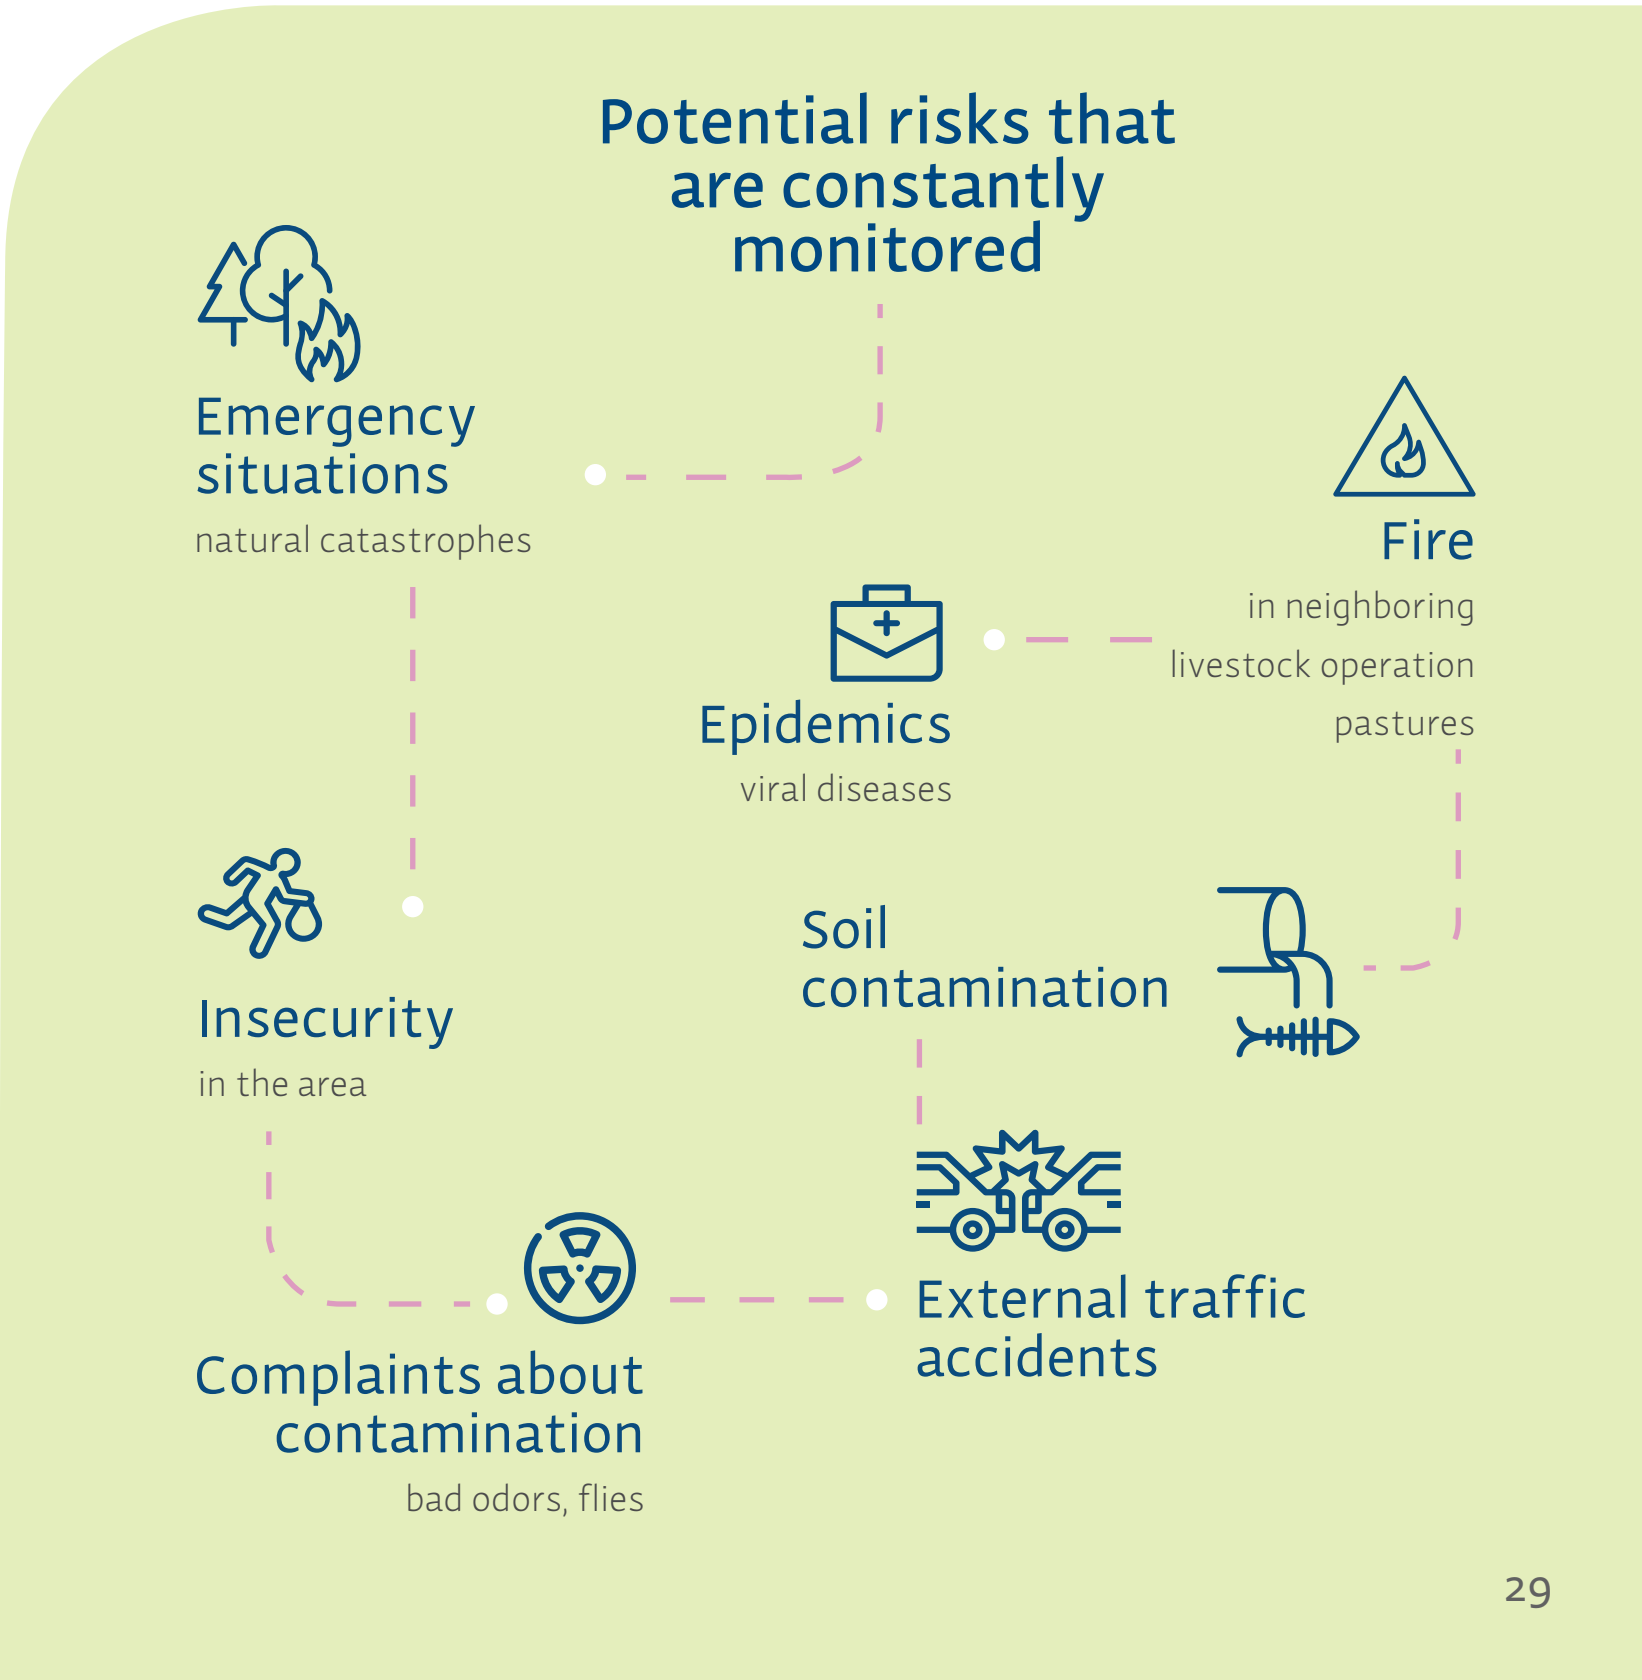 Potential risks that
are constantly
monitored
Emergency
situations
natural catastrophes
Insecurity
in the area
Complaints about
contamination
bad odors, flies
External traffic
accidents
Soil
contamination
Fire
in neighboring
livestock operation
pastures
Epidemics
viral diseases
29